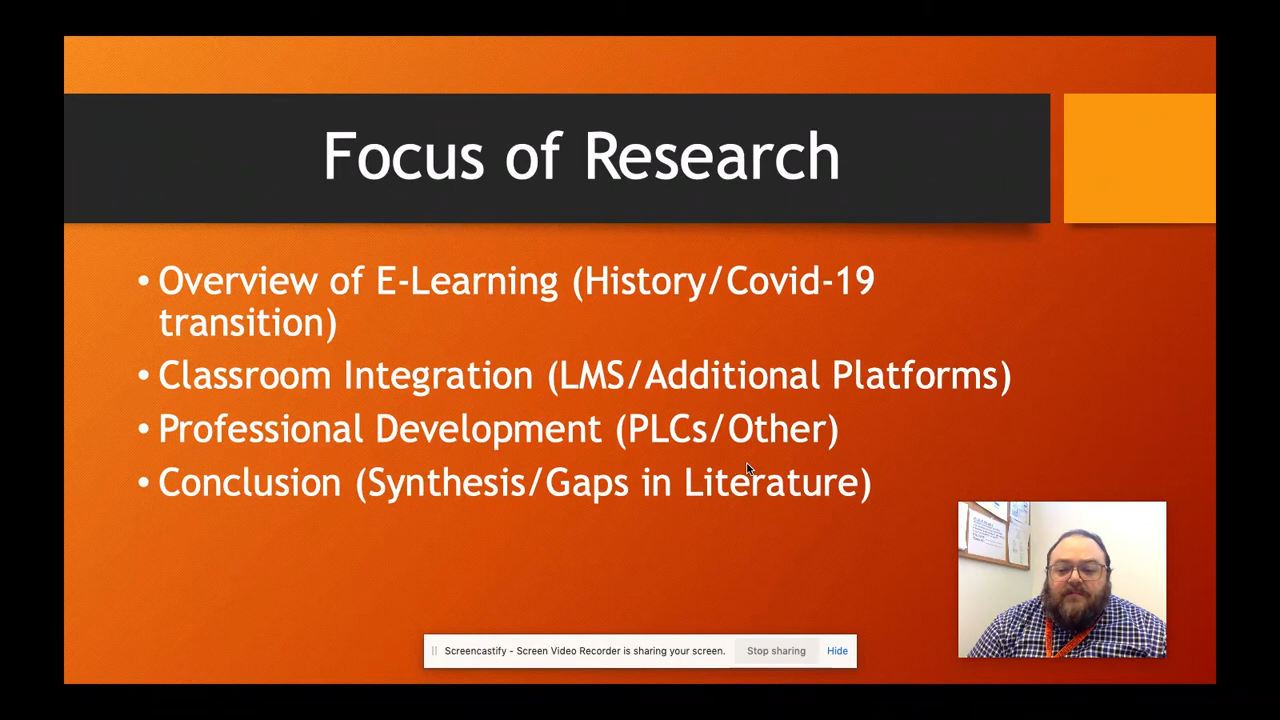 Focus of Research
• Overview of E-Learning (History/Covid-19
transition)
• Classroom Integration (LMS/Additional Platforms)
• Professional Development (PLCs/Other)
• Conclusion (Synthesis/Gaps in Literature)
Screencastify - Screen Video Recorder is sharing your screen. Stop sharing Hide